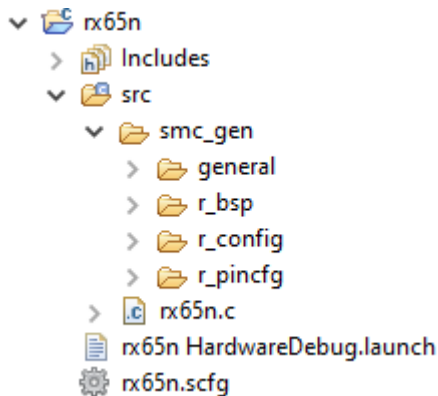 rx65n
Includes
src
smc_gen
general
r_bsp
r_config
r_pincfg
rx65n.c
rx65n HardwareDebug.launch
rx65n.scfg